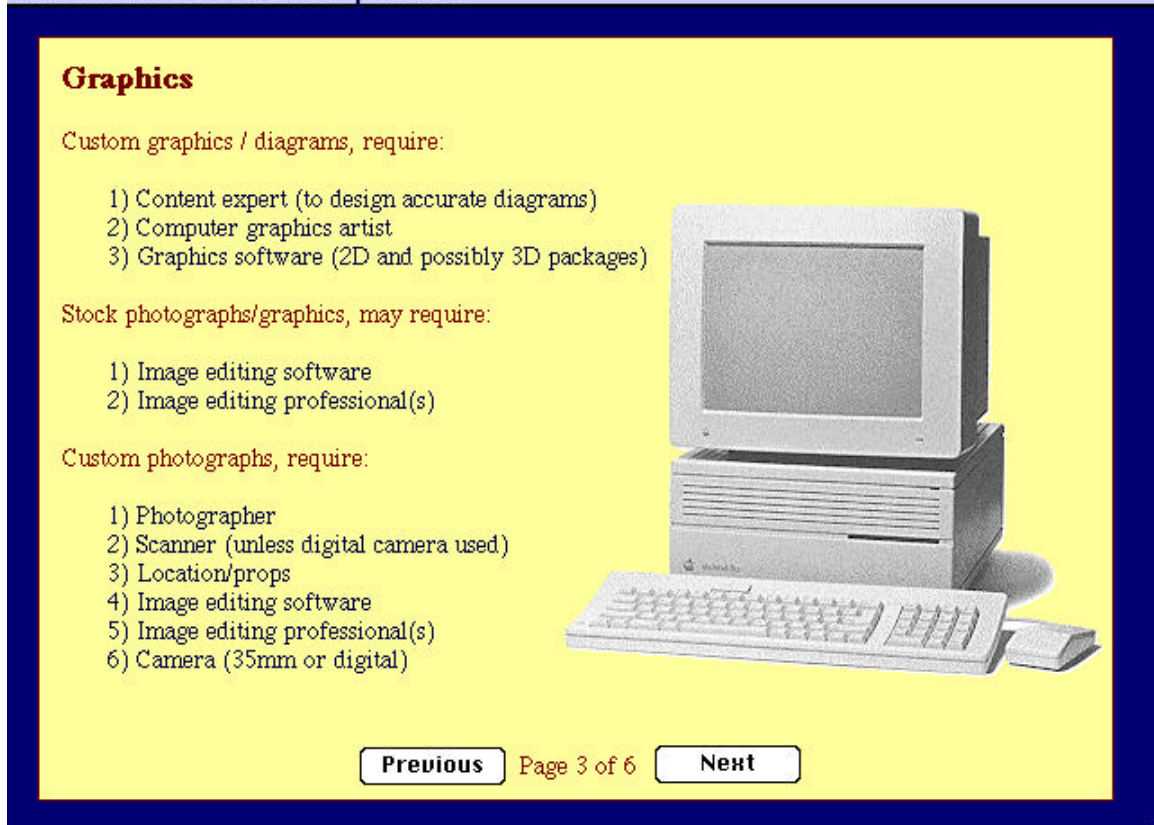 Graphics
Custom graphics / diagrams, require:
1) Content expert (to design accurate diagrams)
2) Computer graphics artist
3) Graphics software (2D and possibly 3D packages)
Stock photographs/graphics, may require:
1) Image editing software
2) Image editing professional(s)
Custom photographs, require:
1) Photographer
2) Scanner (unless digital camera used)
3) Location/props
4) Image editing software
5) Image editing professional(s)
6) Camera (35mm or digital)
Previous Page 3 of 6 Next